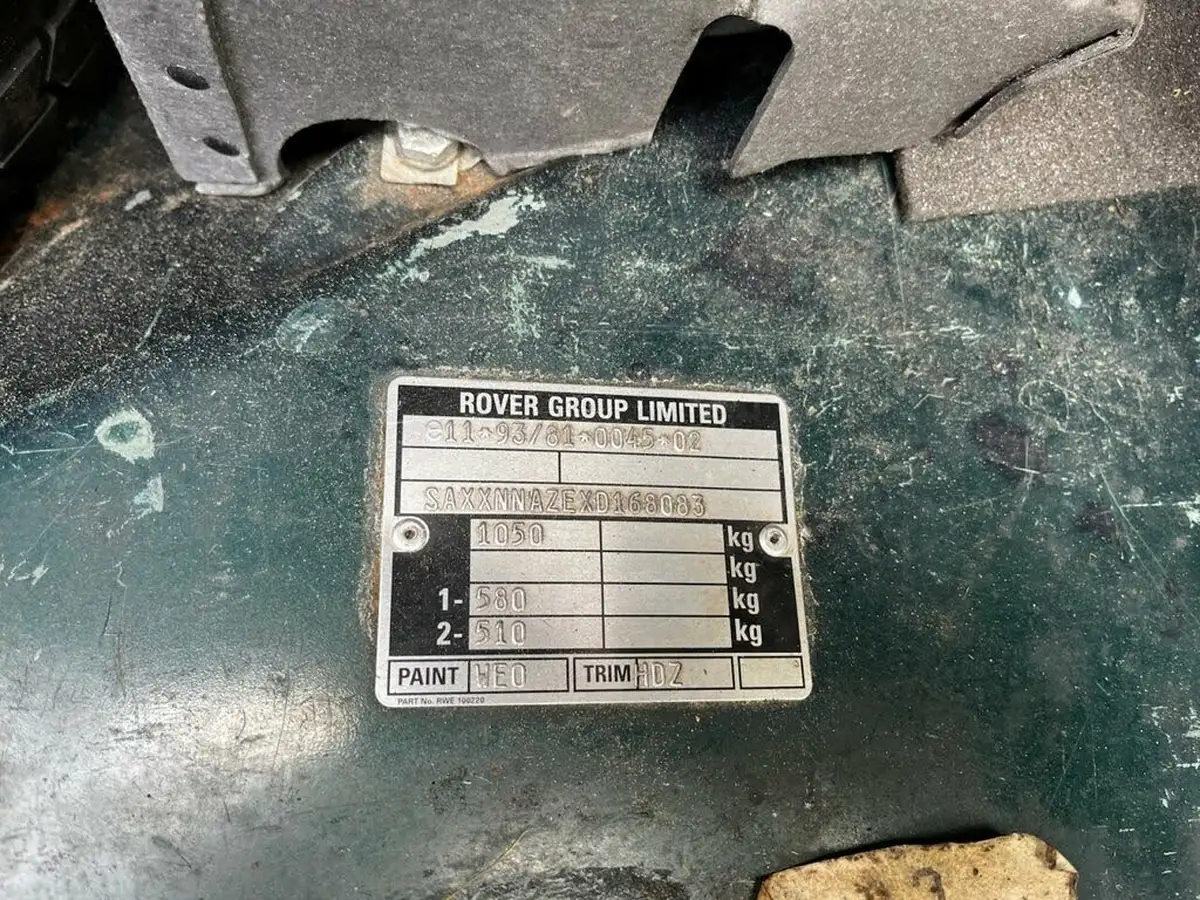 ROVER GROUP LIMITED
e11*93/81*0045*02
SAXXNNAZEXD168083
1050 kg
kg
1- 580 kg
2- 510 kg
PAINT WEO TRIM HDZ
PART No. RWE 100220